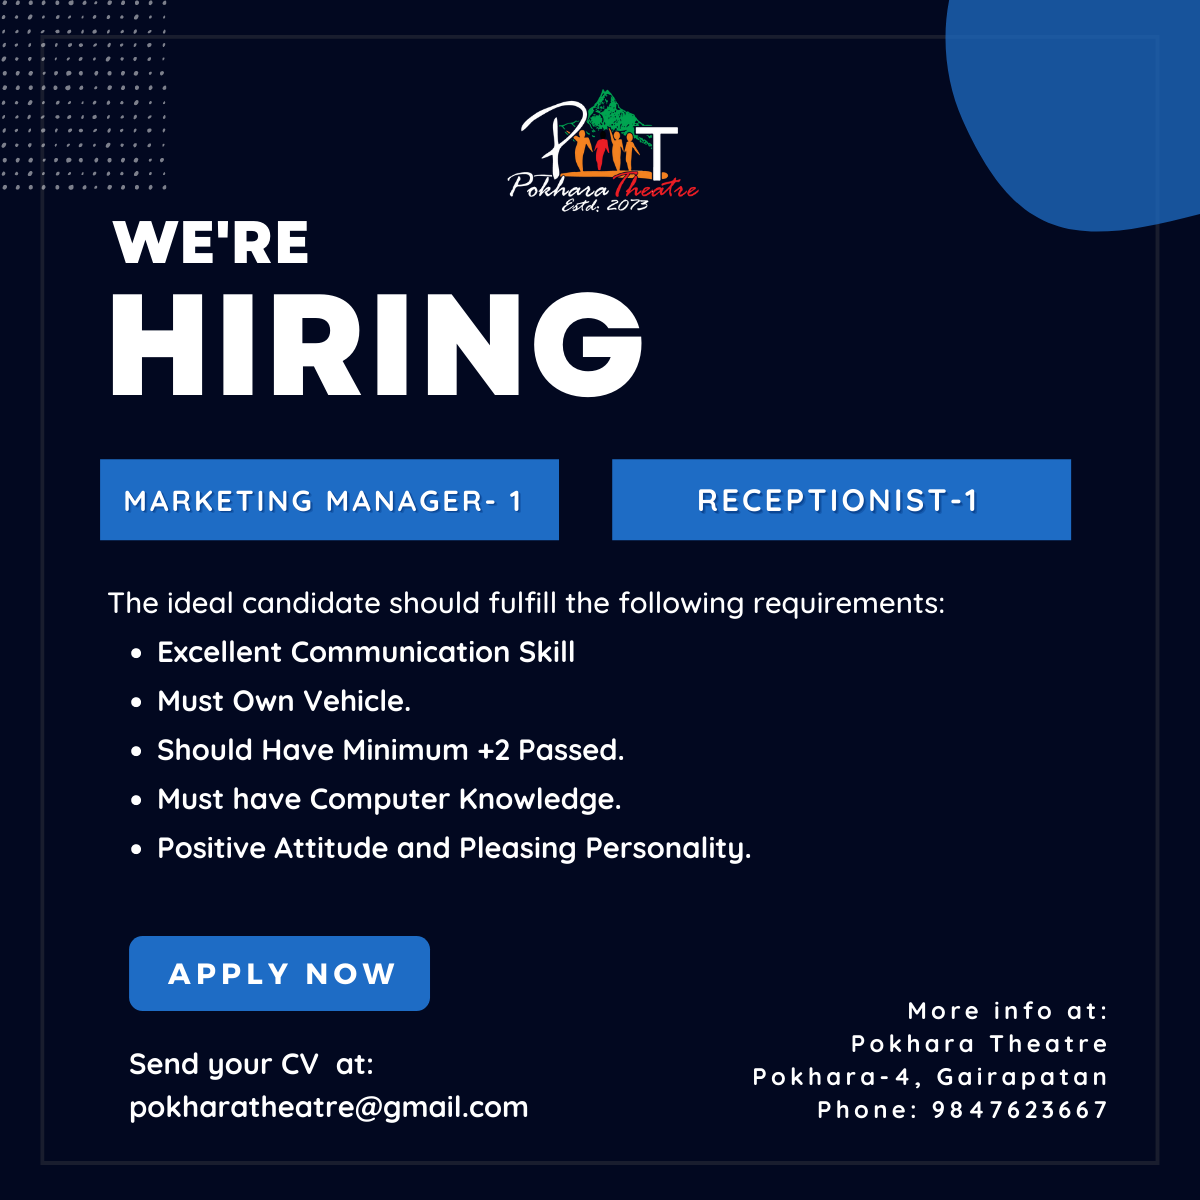 P T
Pokhara Theatre
Estd: 2073
WE'RE
HIRING
MARKETING MANAGER- 1
RECEPTIONIST-1
The ideal candidate should fulfill the following requirements:
• Excellent Communication Skill
• Must Own Vehicle.
• Should Have Minimum +2 Passed.
• Must have Computer Knowledge.
• Positive Attitude and Pleasing Personality.
APPLY NOW
Send your CV at:
pokharatheatre@gmail.com
More info at:
Pokhara Theatre
Pokhara-4, Gairapatan
Phone: 9847623667